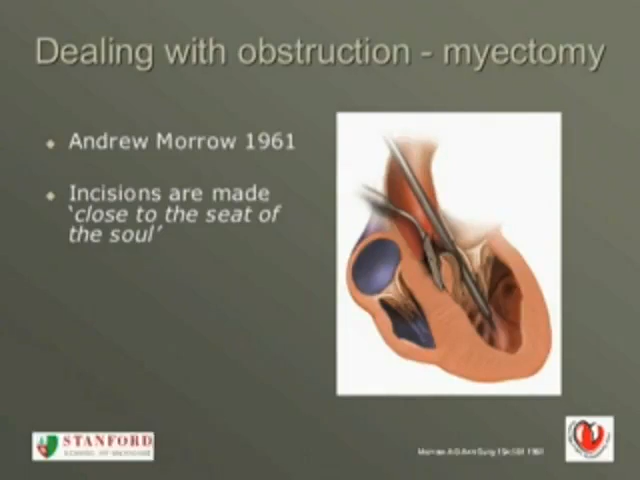 Dealing with obstruction - myectomy
Andrew Morrow 1961
Incisions are made
‘close to the seat of
the soul’
STANFORD
SCHOOL OF MEDICINE